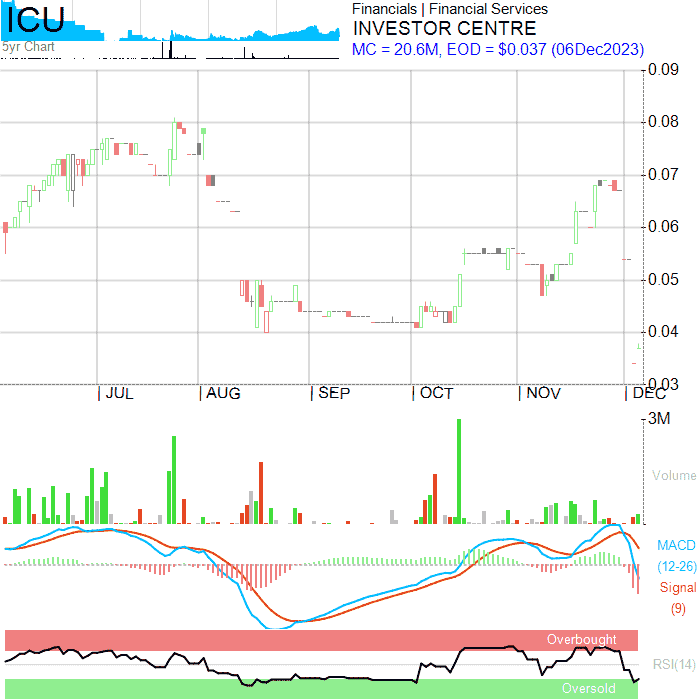 ICU
5yr Chart
Financials | Financial Services
INVESTOR CENTRE
MC = 20.6M, EOD = $0.037 (06Dec2023)
0.09
0.08
0.07
0.06
0.05
0.04
0.03
JUL
AUG
SEP
OCT
NOV
DEC
3M
Volume
MACD
(12-26)
Signal
(9)
Overbought
RSI(14)
Oversold